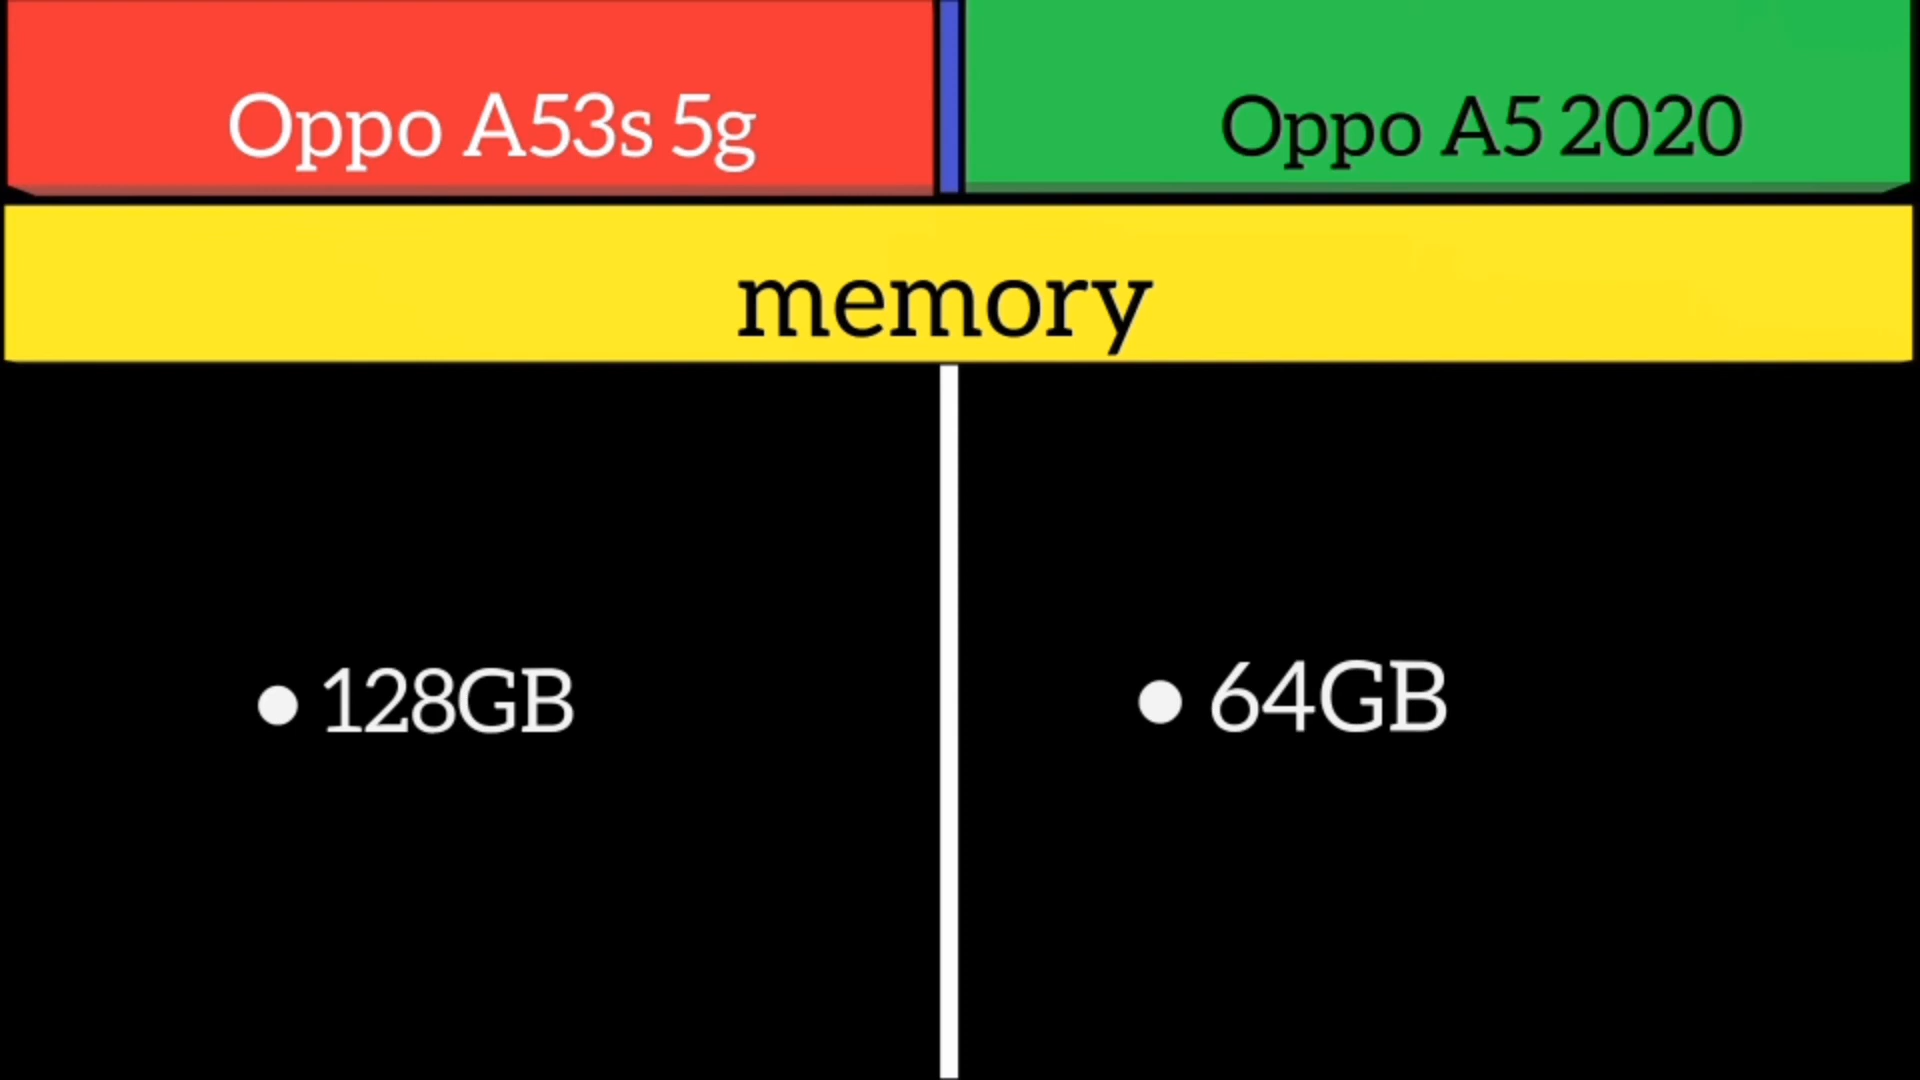 Oppo A53s 5g
Oppo A5 2020
memory
● 128GB
● 64GB